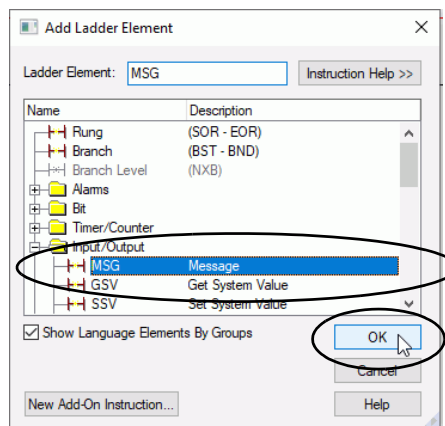 Add Ladder Element
Ladder Element: MSG Instruction Help >>
Name Description
Rung (SOR - EOR)
Branch (BST - BND)
Branch Level (NXB)
Alarms
Bit
Timer/Counter
Input/Output
MSG Message
GSV Get System Value
SSV Set System Value
Show Language Elements By Groups
OK
Cancel
New Add-On Instruction... Help